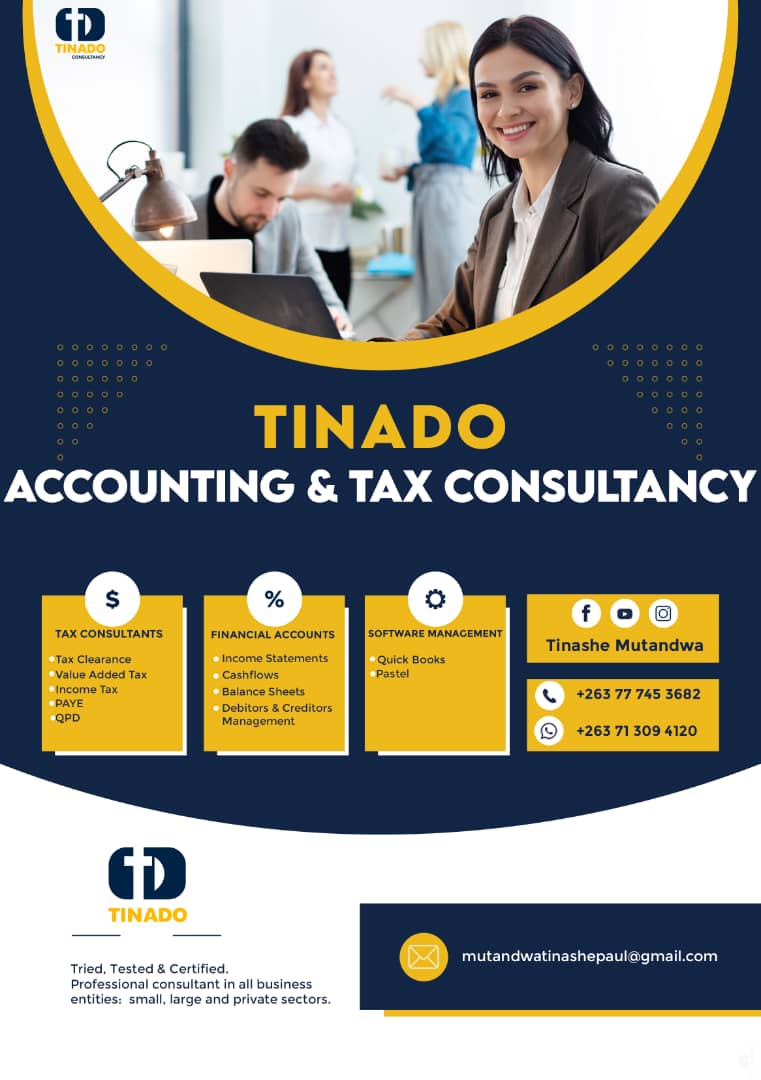 TINADO
CONSULTANCY
TINADO
ACCOUNTING & TAX CONSULTANCY
$
TAX CONSULTANTS
Tax Clearance
Value Added Tax
Income Tax
PAYE
QPD
%
FINANCIAL ACCOUNTS
Income Statements
Cashflows
Balance Sheets
Debitors & Creditors
Management
SOFTWARE MANAGEMENT
Quick Books
Pastel
Tinashe Mutandwa
+263 77 745 3682
+263 71 309 4120
TINADO
Tried, Tested & Certified.
Professional consultant in all business
entities: small, large and private sectors.
mutandwatinashepaul@gmail.com